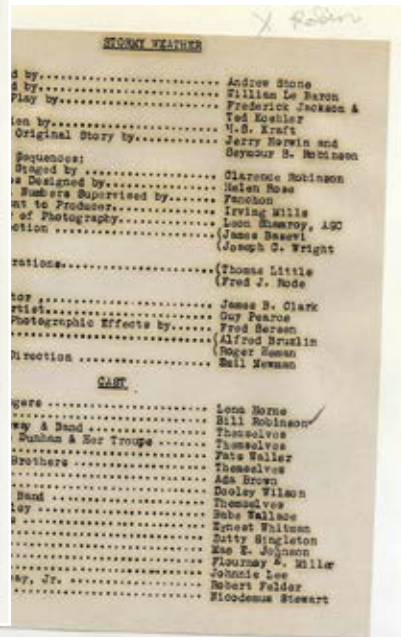 Y. Robin
STORMY WEATHER
d by.......................... Andrew Stone
d by.......................... William Le Baron
Play by....................... Frederick Jackson &
Ted Koehler
ion by........................ H.S. Kraft
Original Story by............. Jerry Horwin and
Seymour B. Robinson
Sequences:
Staged by .................... Clarence Robinson
s Designed by................. Helen Rose
Numbers Supervised by......... Fanchon
nt to Producer................ Irving Mills
of Photography................ Leon Shamroy, ASC
ction ........................ (James Basevi
(Joseph C. Wright
rations....................... (Thomas Little
(Fred J. Rode
tor .......................... James B. Clark
rtist......................... Guy Pearce
Photographic Effects by..... Fred Sersen
.............................. (Alfred Bruzlin
(Roger Heman
Direction .................... Emil Newman
CAST
gers ......................... Lena Horne
.............................. Bill Robinson
way & Band ................... Themselves
Dunham & Her Troupe .......... Themselves
.............................. Fats Waller
Brothers ..................... Themselves
.............................. Ada Brown
.............................. Dooley Wilson
Band ......................... Themselves
ley .......................... Babe Wallace
e ............................ Ernest Whitman
.............................. Zutty Singleton
.............................. Mae E. Johnson
.............................. Flournoy E. Miller
.............................. Johnnie Lee
ay, Jr. ...................... Robert Felder
.............................. Nicodemus Stewart